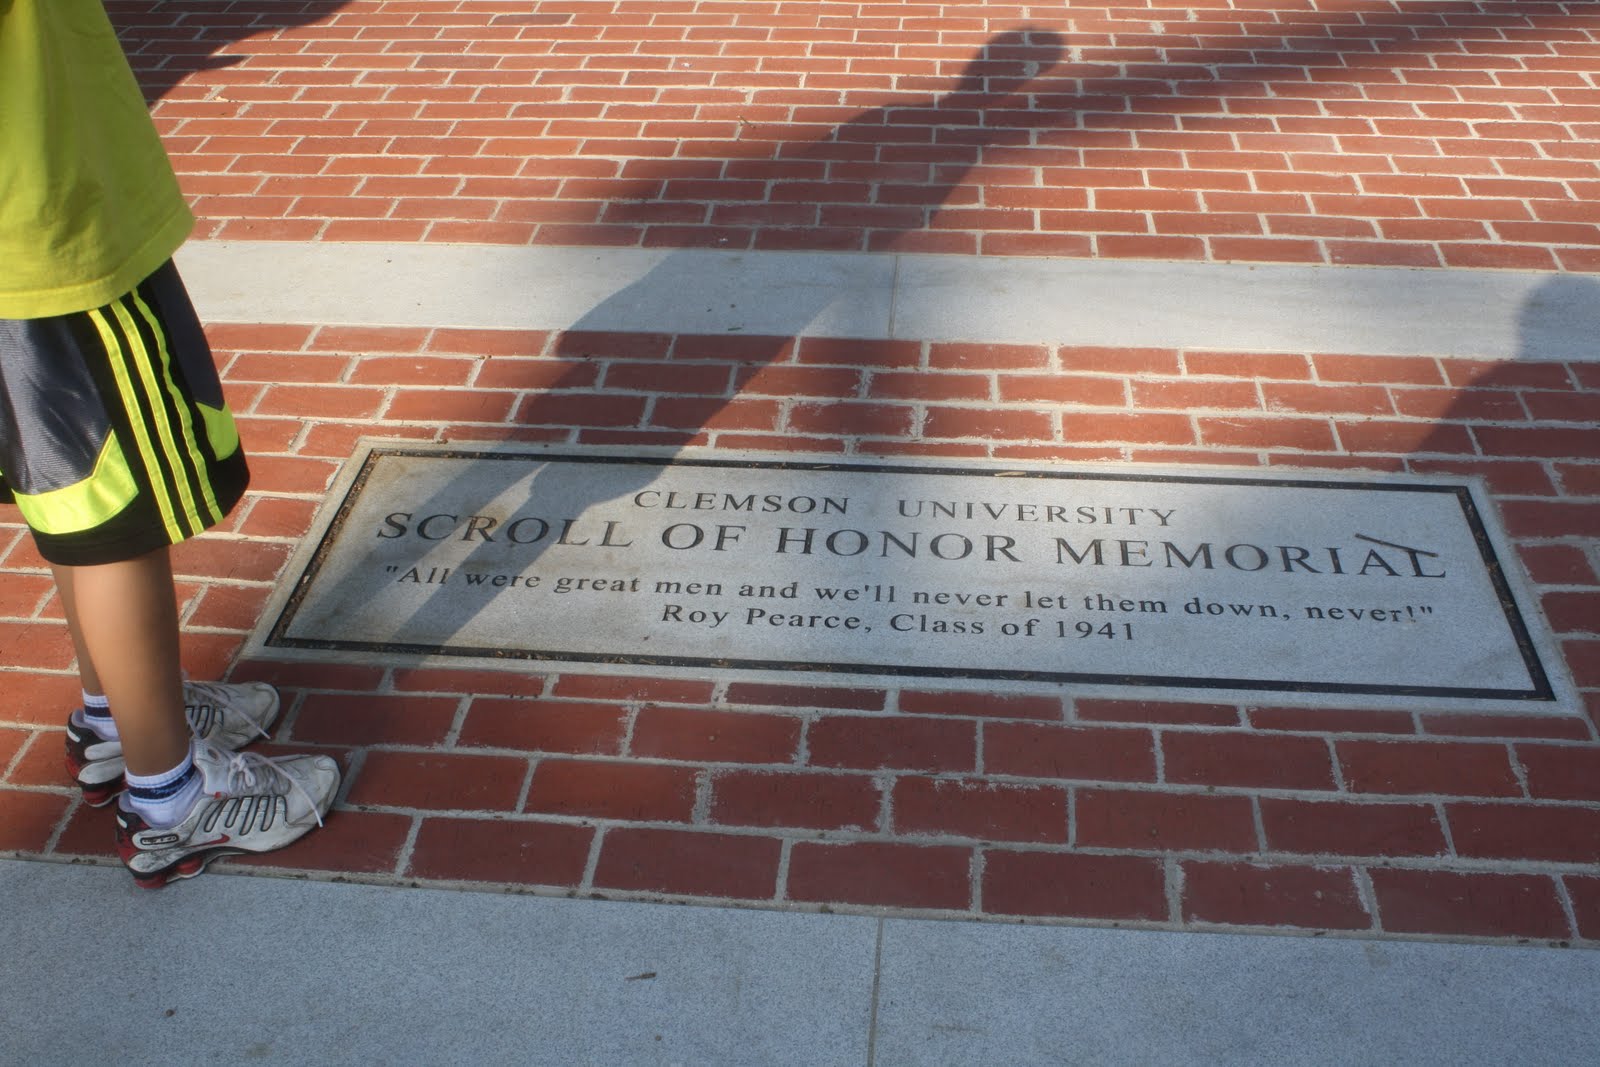 CLEMSON UNIVERSITY
SCROLL OF HONOR MEMORIAL
"All were great men and we'll never let them down, never!"
Roy Pearce, Class of 1941